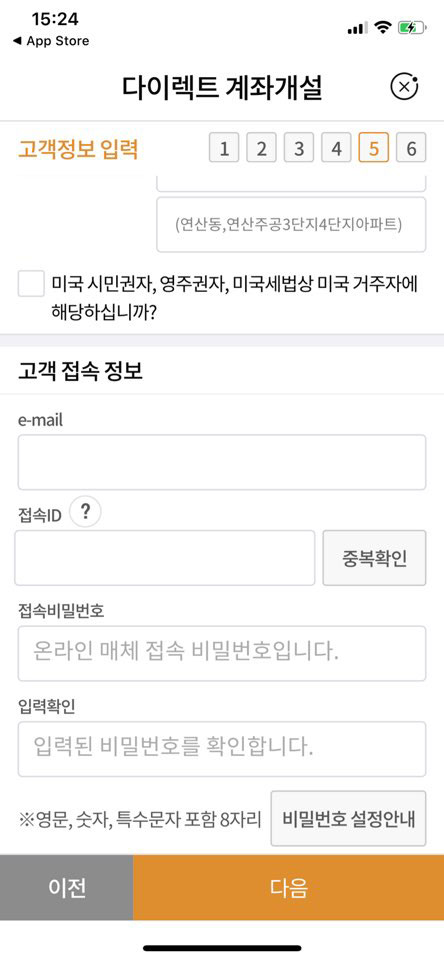 15:24
◀ App Store
다이렉트 계좌개설
고객정보 입력 1 2 3 4 5 6
(연산동,연산주공3단지4단지아파트)
미국 시민권자, 영주권자, 미국세법상 미국 거주자에
해당하십니까?
고객 접속 정보
e-mail
접속ID ?
중복확인
접속비밀번호
온라인 매체 접속 비밀번호입니다.
입력확인
입력된 비밀번호를 확인합니다.
※영문, 숫자, 특수문자 포함 8자리 비밀번호 설정안내
이전 다음